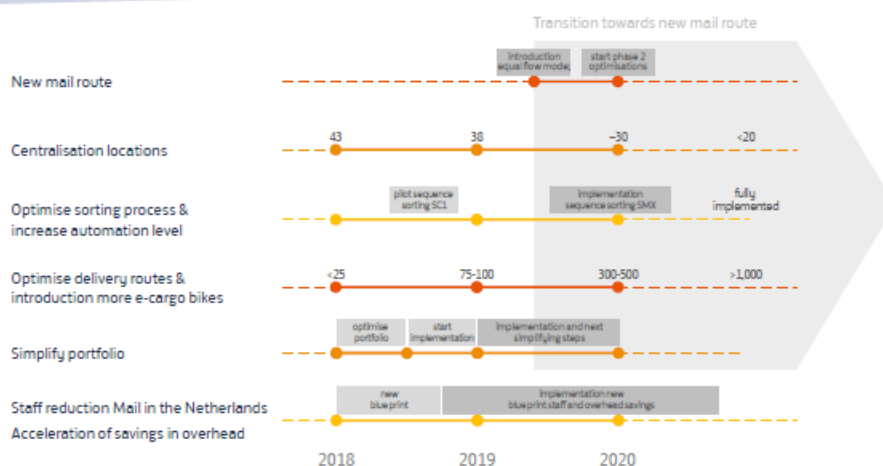 Transition towards new mail route
New mail route
introduction
equal flow mode;
start phase 2
optimisations
Centralisation locations
43
38
~30
<20
Optimise sorting process &
increase automation level
pilot sequence
sorting SC1
implementation
sequence sorting SMX
fully
implemented
Optimise delivery routes &
introduction more e-cargo bikes
<25
75-100
300-500
>1,000
Simplify portfolio
optimise
portfolio
start
implementation
implementation and next
simplifying steps
Staff reduction Mail in the Netherlands
Acceleration of savings in overhead
new
blue print
implementation new
blue print staff and overhead savings
2018
2019
2020